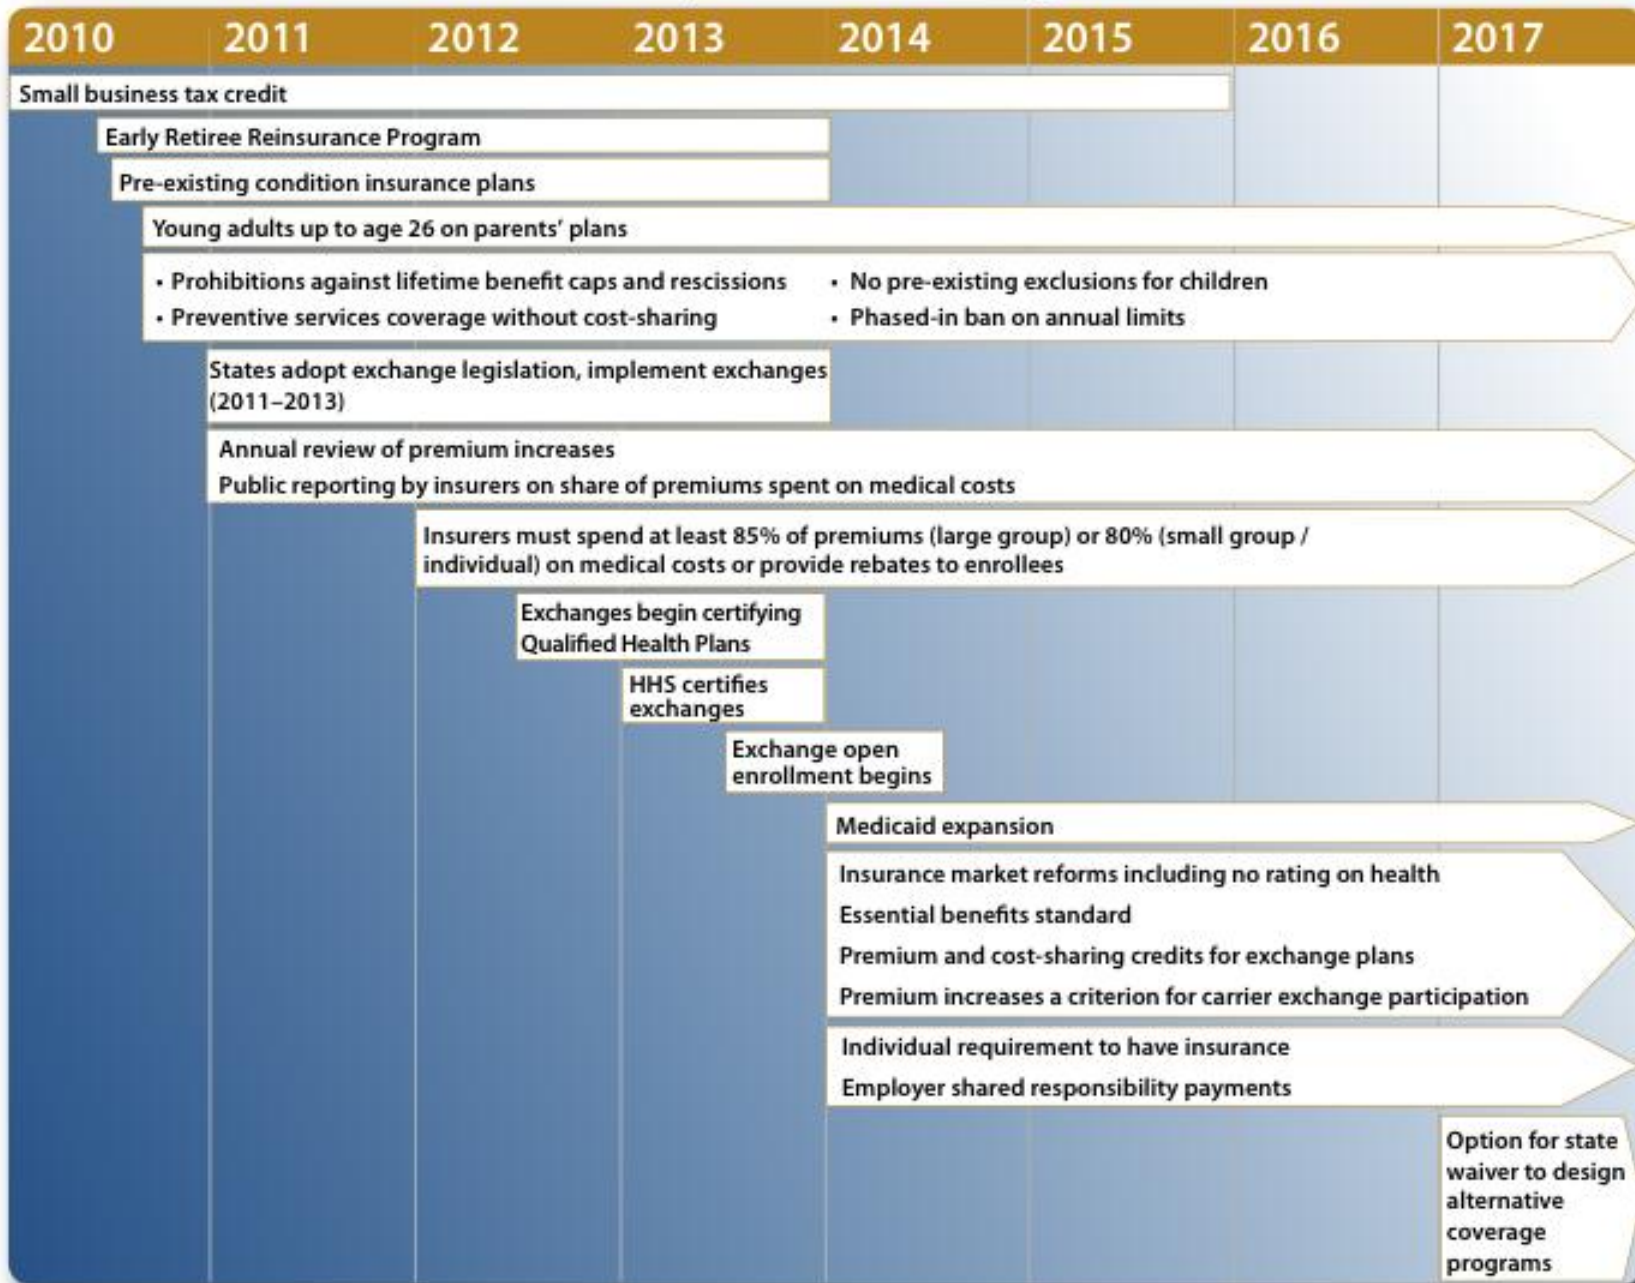 2010 2011 2012 2013 2014 2015 2016 2017
Small business tax credit
Early Retiree Reinsurance Program
Pre-existing condition insurance plans
Young adults up to age 26 on parents’ plans
• Prohibitions against lifetime benefit caps and rescissions
• Preventive services coverage without cost-sharing
• No pre-existing exclusions for children
• Phased-in ban on annual limits
States adopt exchange legislation, implement exchanges
(2011–2013)
Annual review of premium increases
Public reporting by insurers on share of premiums spent on medical costs
Insurers must spend at least 85% of premiums (large group) or 80% (small group /
individual) on medical costs or provide rebates to enrollees
Exchanges begin certifying
Qualified Health Plans
HHS certifies
exchanges
Exchange open
enrollment begins
Medicaid expansion
Insurance market reforms including no rating on health
Essential benefits standard
Premium and cost-sharing credits for exchange plans
Premium increases a criterion for carrier exchange participation
Individual requirement to have insurance
Employer shared responsibility payments
Option for state
waiver to design
alternative
coverage
programs